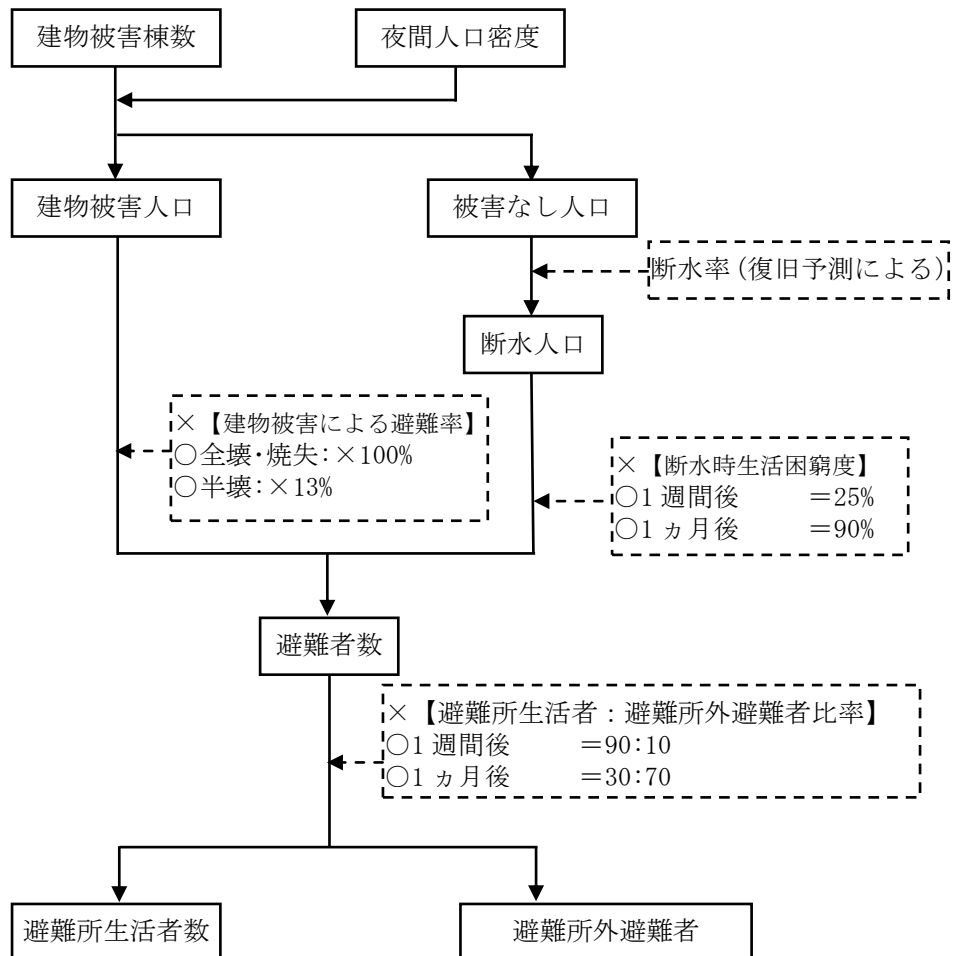 建物被害棟数
夜間人口密度
建物被害人口
被害なし人口
断水率(復旧予測による)
断水人口
×【建物被害による避難率】
○全壊・焼失:×100%
○半壊:×13%
×【断水時生活困窮度】
○1 週間後 =25%
○1 ヵ月後 =90%
避難者数
×【避難所生活者:避難所外避難者比率】
○1 週間後 =90:10
○1 ヵ月後 =30:70
避難所生活者数
避難所外避難者